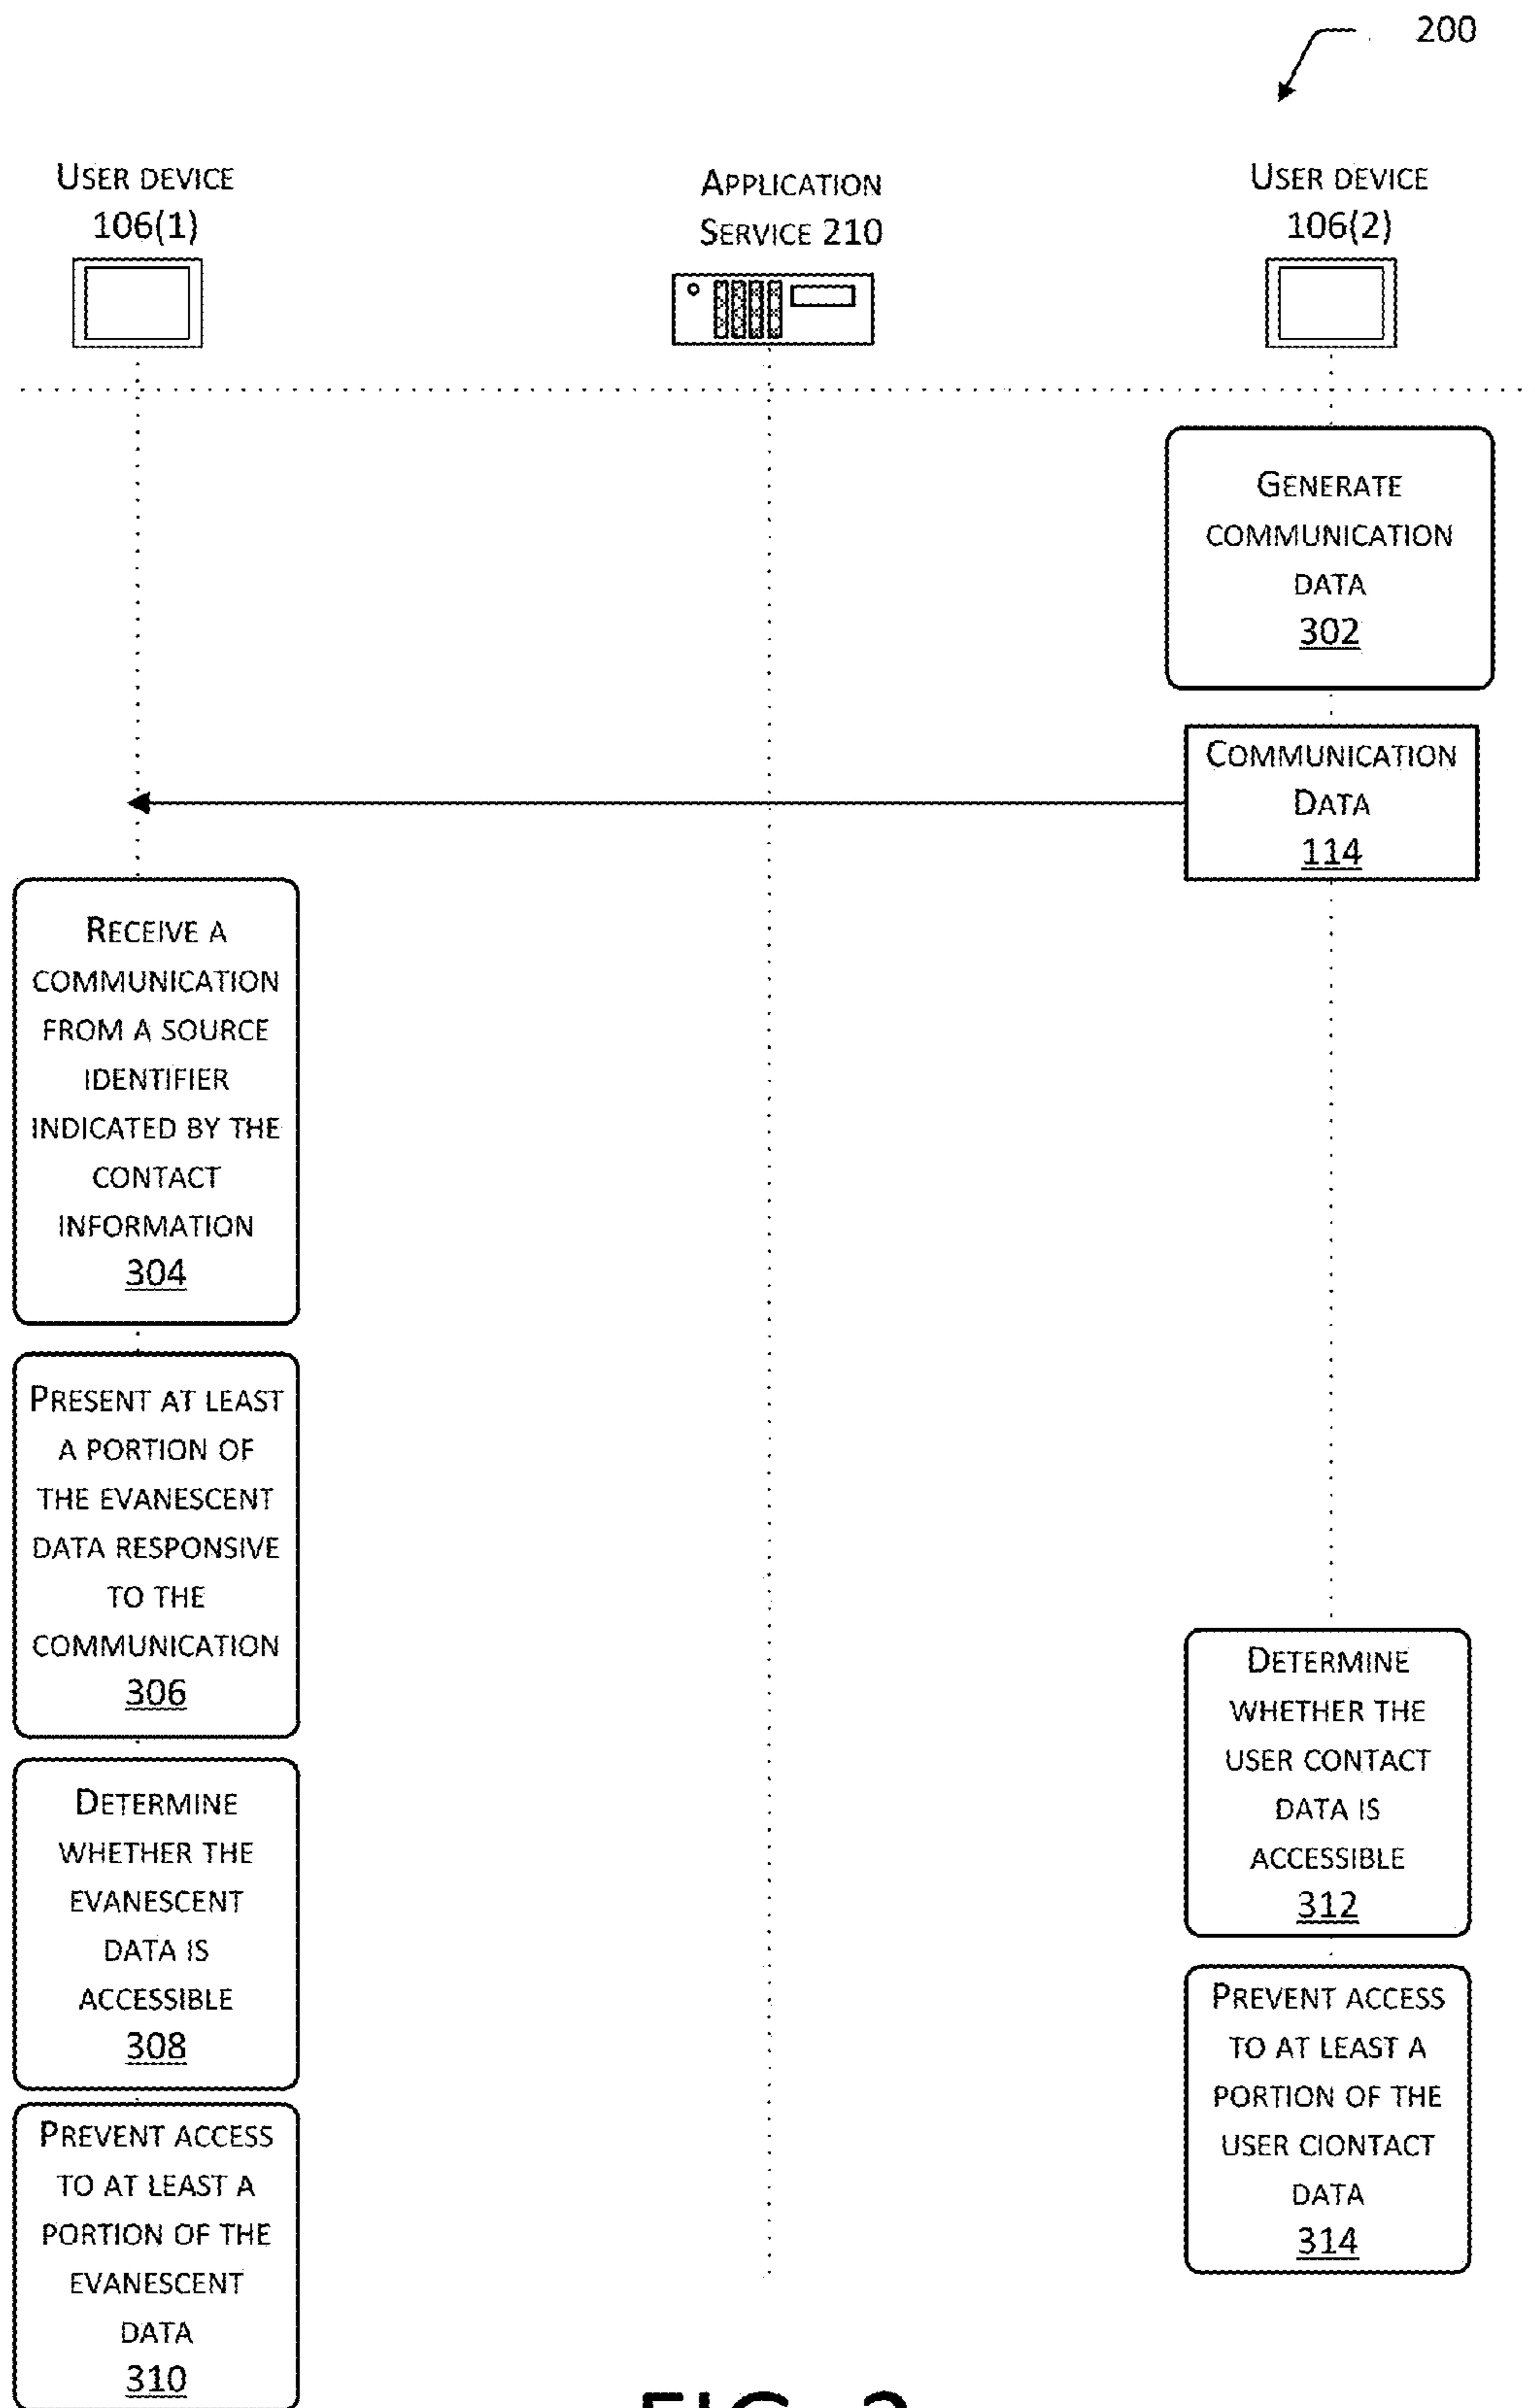 200
USER DEVICE
106(1)
APPLICATION
SERVICE 210
USER DEVICE
106(2)
GENERATE
COMMUNICATION
DATA
302
COMMUNICATION
DATA
114
RECEIVE A
COMMUNICATION
FROM A SOURCE
IDENTIFIER
INDICATED BY THE
CONTACT
INFORMATION
304
PRESENT AT LEAST
A PORTION OF
THE EVANESCENT
DATA RESPONSIVE
TO THE
COMMUNICATION
306
DETERMINE
WHETHER THE
EVANESCENT
DATA IS
ACCESSIBLE
308
PREVENT ACCESS
TO AT LEAST A
PORTION OF THE
EVANESCENT
DATA
310
DETERMINE
WHETHER THE
USER CONTACT
DATA IS
ACCESSIBLE
312
PREVENT ACCESS
TO AT LEAST A
PORTION OF THE
USER CIONTACT
DATA
314
FIG.